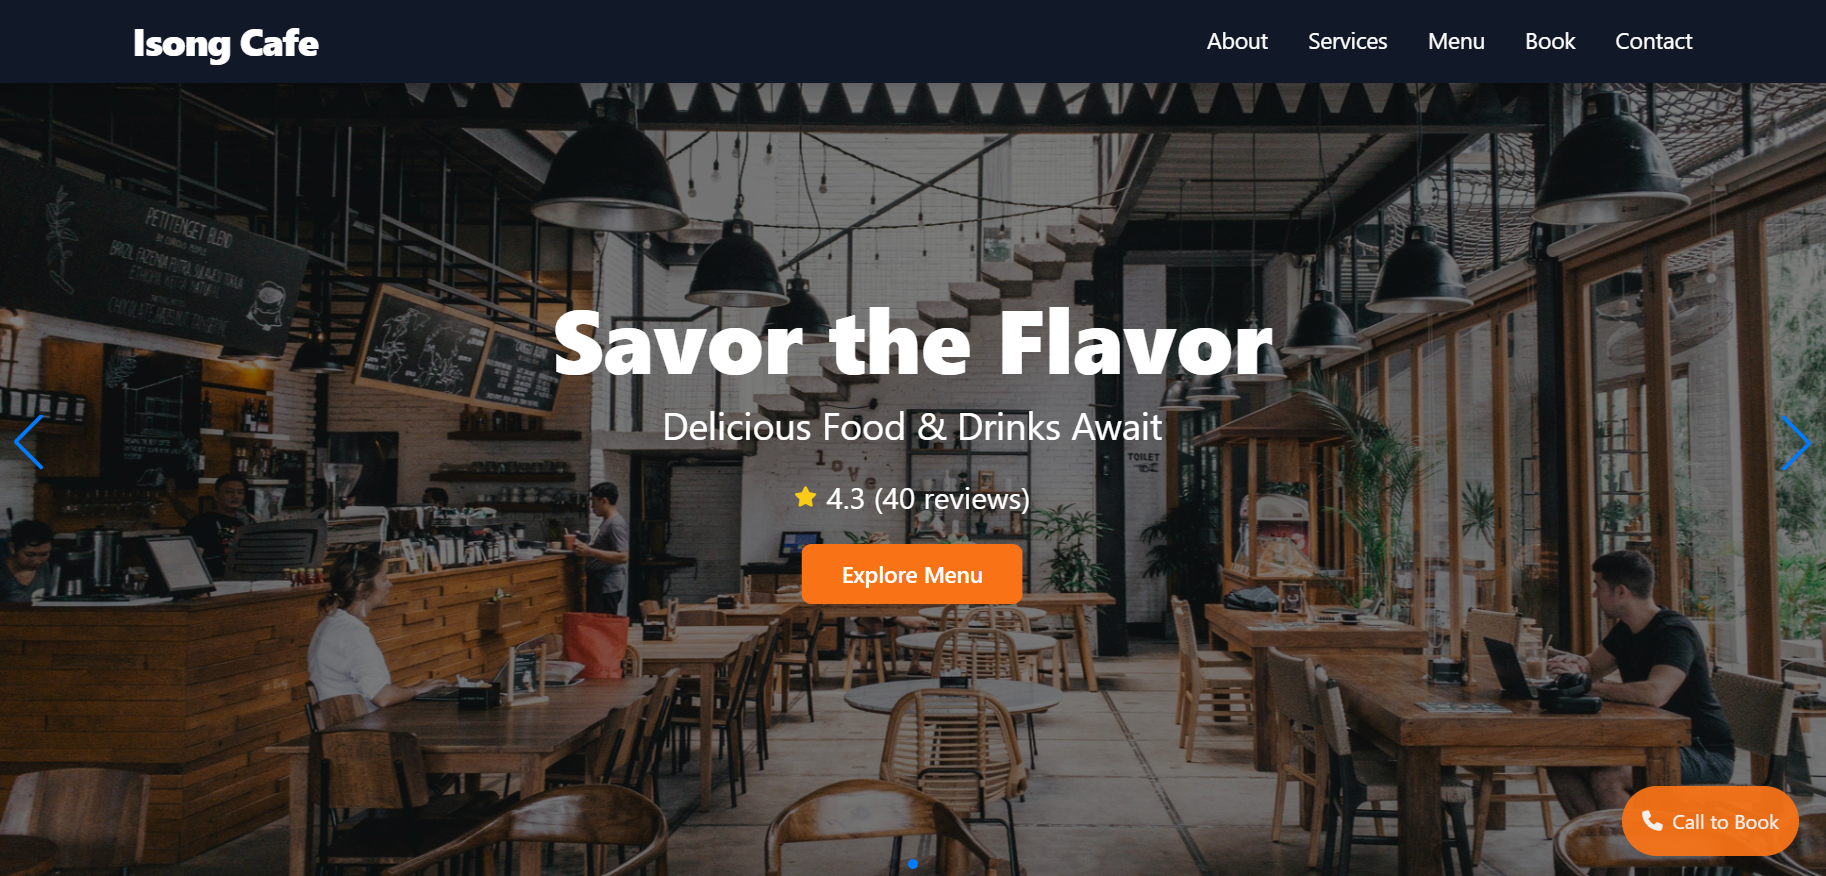 Isong Cafe
About Services Menu Book Contact
PETITENGET BLEND
Savor the Flavor
Delicious Food & Drinks Await
love
TOILET
4.3 (40 reviews)
Explore Menu
Call to Book